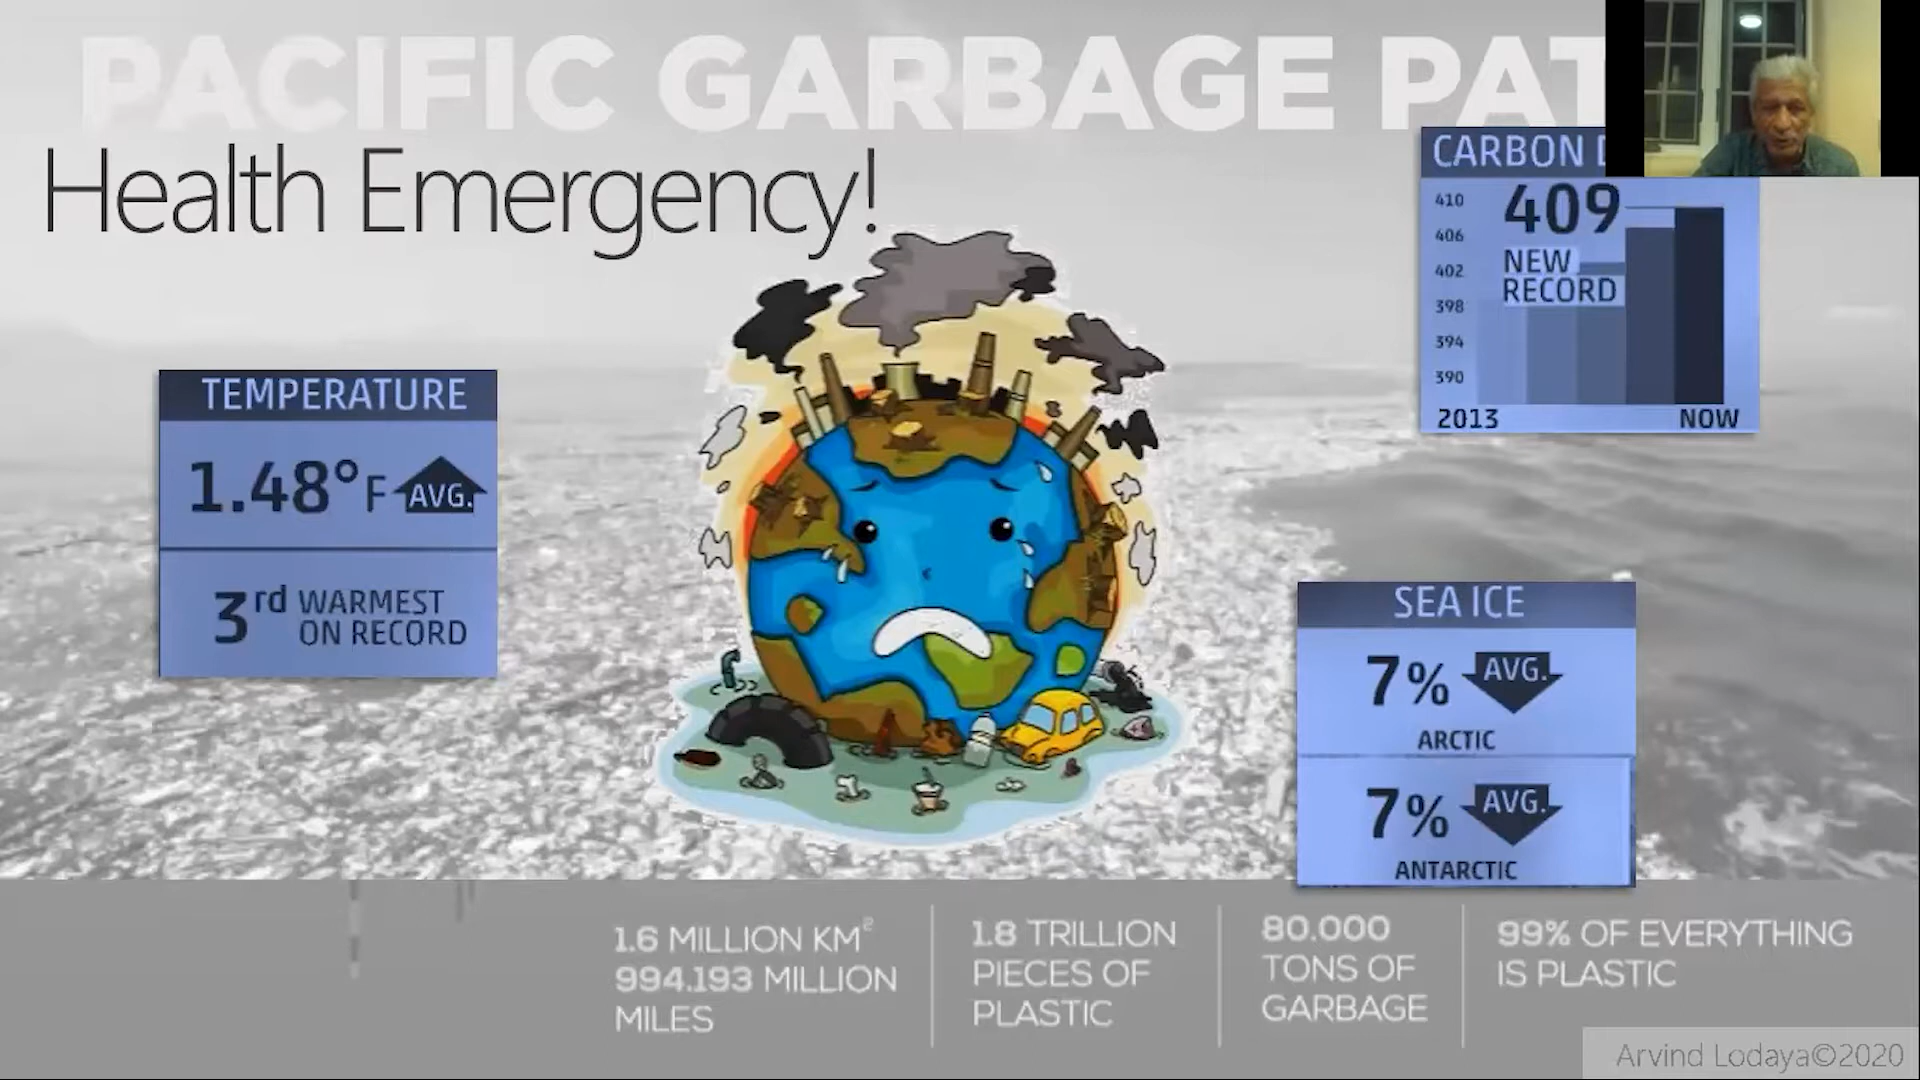 PACIFIC GARBAGE PAT
Health Emergency!
CARBON D
410
406
402
398
394
390
409
NEW
RECORD
2013 NOW
TEMPERATURE
1.48°F AVG.
3rd WARMEST
ON RECORD
SEA ICE
7% AVG.
ARCTIC
7% AVG.
ANTARCTIC
1.6 MILLION KM²
994.193 MILLION
MILES
1.8 TRILLION
PIECES OF
PLASTIC
80.000
TONS OF
GARBAGE
99% OF EVERYTHING
IS PLASTIC
Arvind Lodaya©2020